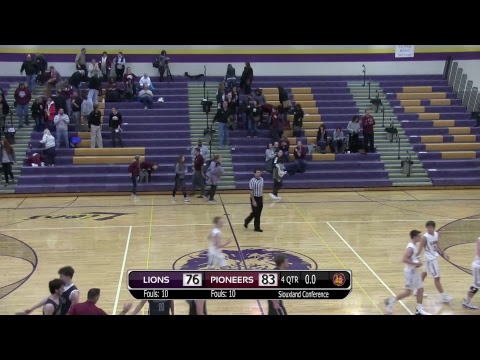 LIONS 76 PIONEERS 83 4 QTR 0.0
Fouls: 10 Fouls: 10 Siouxland Conference